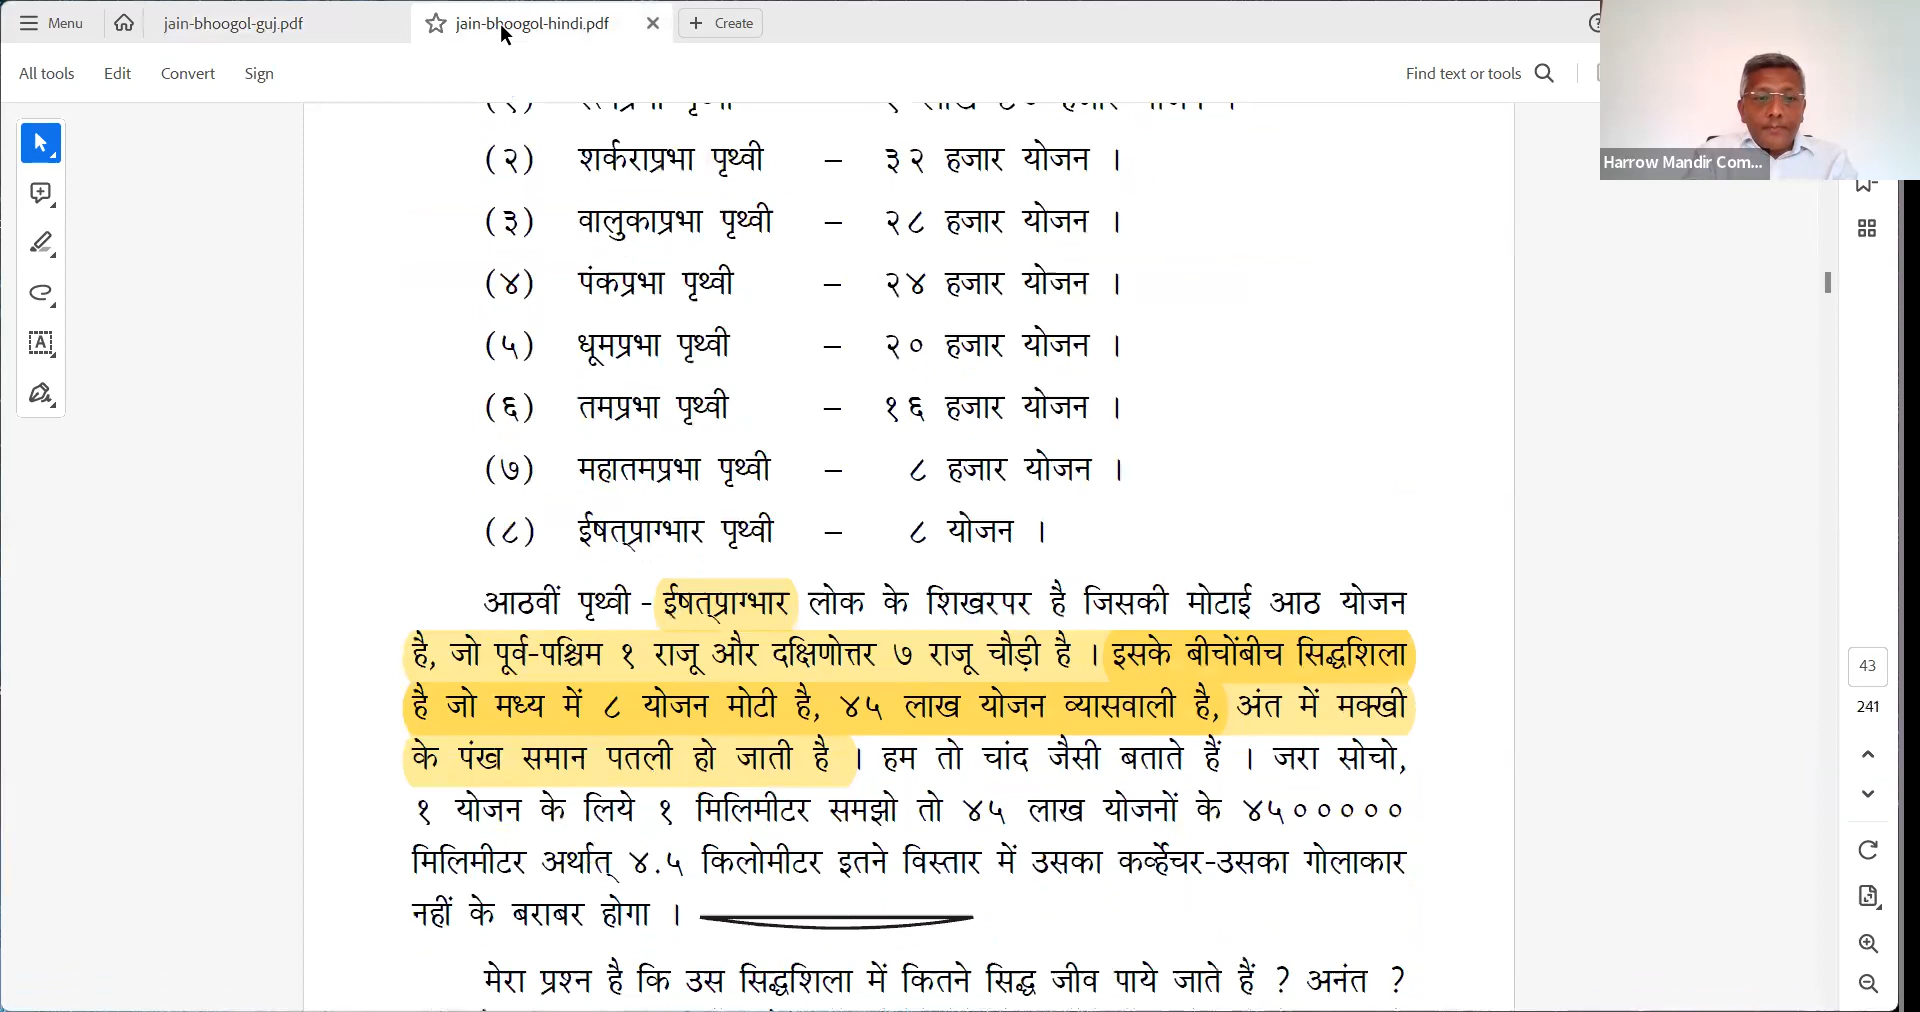 Menu
jain-bhoogol-guj.pdf
jain-bhoogol-hindi.pdf
Create
All tools
Edit
Convert
Sign
Find text or tools
Harrow Mandir Com...
(२) शर्कराप्रभा पृथ्वी – ३२ हजार योजन ।
(३) वालुकाप्रभा पृथ्वी – २८ हजार योजन ।
(४) पंकप्रभा पृथ्वी – २४ हजार योजन ।
(५) धूमप्रभा पृथ्वी – २० हजार योजन ।
(६) तमप्रभा पृथ्वी – १६ हजार योजन ।
(७) महातमप्रभा पृथ्वी – ८ हजार योजन ।
(८) ईषत्‌प्राग्भार पृथ्वी – ८ योजन ।
आठवीं पृथ्वी - ईषत्‌प्राग्भार लोक के शिखरपर है जिसकी मोटाई आठ योजन
है, जो पूर्व-पश्चिम १ राजू और दक्षिणोत्तर ७ राजू चौड़ी है । इसके बीचोंबीच सिद्धशिला
है जो मध्य में ८ योजन मोटी है, ४५ लाख योजन व्यासवाली है, अंत में मक्खी
के पंख समान पतली हो जाती है । हम तो चांद जैसी बताते हैं । जरा सोचो,
१ योजन के लिये १ मिलिमीटर समझो तो ४५ लाख योजनों के ४५०००००
मिलिमीटर अर्थात् ४.५ किलोमीटर इतने विस्तार में उसका कर्व्हेचर-उसका गोलाकार
नहीं के बराबर होगा ।
मेरा प्रश्न है कि उस सिद्धशिला में कितने सिद्ध जीव पाये जाते हैं ? अनंत ?
43
241